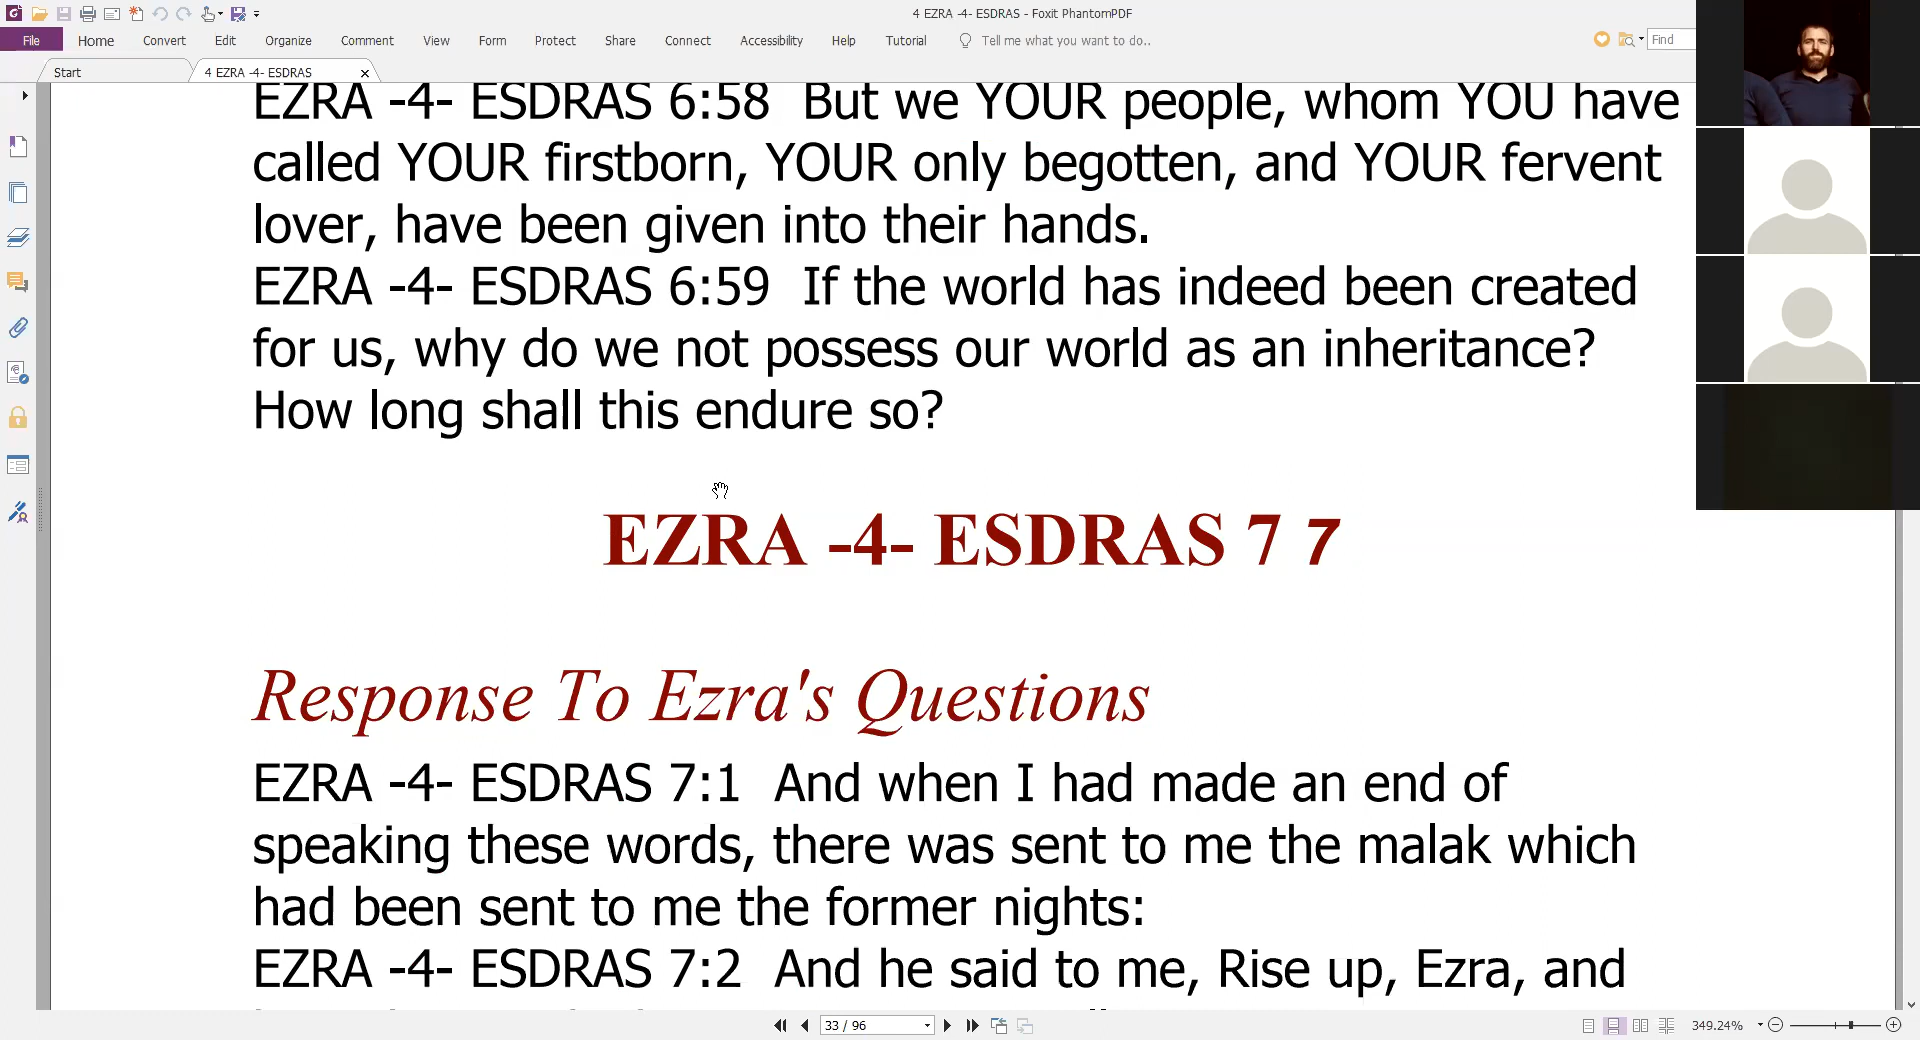 4 EZRA -4- ESDRAS - Foxit PhantomPDF
File Home Convert Edit Organize Comment View Form Protect Share Connect Accessibility Help Tutorial Tell me what you want to do.. Find
Start 4 EZRA -4- ESDRAS
EZRA -4- ESDRAS 6:58 But we YOUR people, whom YOU have
called YOUR firstborn, YOUR only begotten, and YOUR fervent
lover, have been given into their hands.
EZRA -4- ESDRAS 6:59 If the world has indeed been created
for us, why do we not possess our world as an inheritance?
How long shall this endure so?
EZRA -4- ESDRAS 7 7
Response To Ezra's Questions
EZRA -4- ESDRAS 7:1 And when I had made an end of
speaking these words, there was sent to me the malak which
had been sent to me the former nights:
EZRA -4- ESDRAS 7:2 And he said to me, Rise up, Ezra, and
33 / 96
349.24%